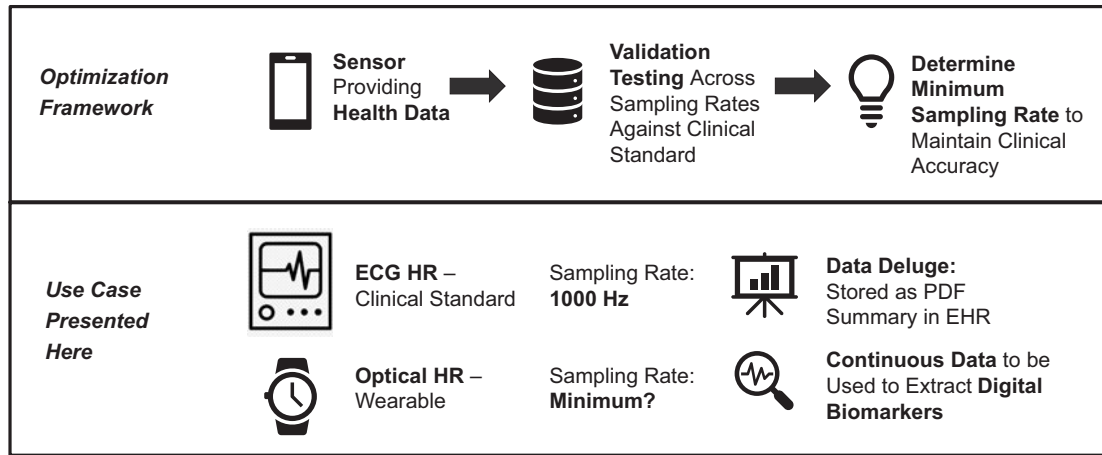 Optimization
Framework
Sensor
Providing
Health Data
Validation
Testing Across
Sampling Rates
Against Clinical
Standard
Determine
Minimum
Sampling Rate to
Maintain Clinical
Accuracy
Use Case
Presented
Here
ECG HR –
Clinical Standard
Sampling Rate:
1000 Hz
Data Deluge:
Stored as PDF
Summary in EHR
Optical HR –
Wearable
Sampling Rate:
Minimum?
Continuous Data to be
Used to Extract Digital
Biomarkers